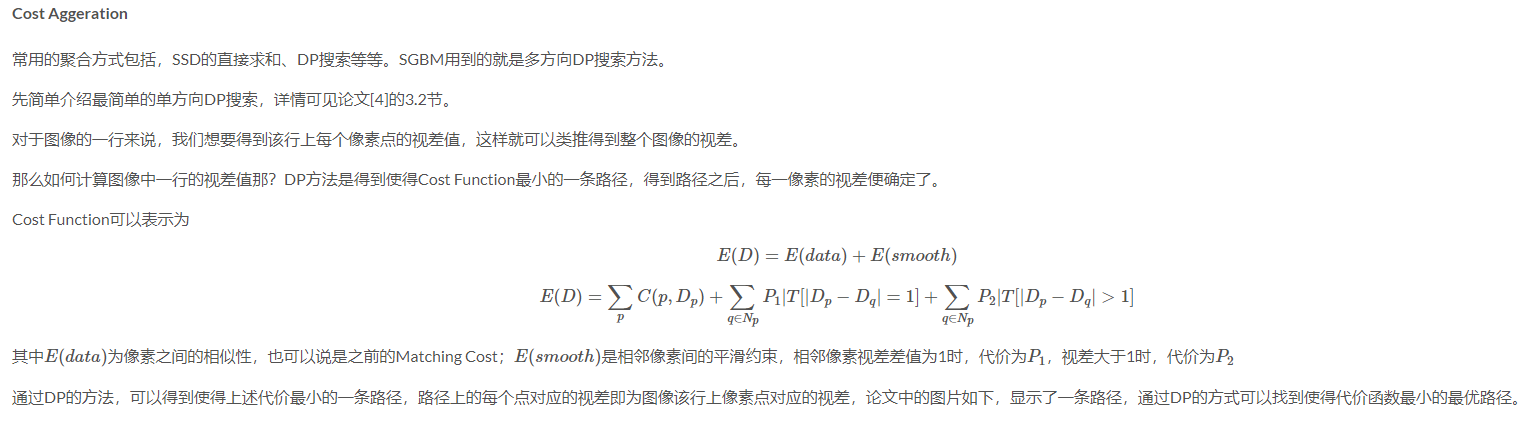 Cost Aggeration
常用的聚合方式包括，SSD的直接求和、DP搜索等等。SGBM用到的就是多方向DP搜索方法。
先简单介绍最简单的单方向DP搜索，详情可见论文[4]的3.2节。
对于图像的一行来说，我们想要得到该行上每个像素点的视差值，这样就可以类推得到整个图像的视差。
那么如何计算图像中一行的视差值那？DP方法是得到使得Cost Function最小的一条路径，得到路径之后，每一像素的视差便确定了。
Cost Function可以表示为
E(D) = E(data) + E(smooth)
E(D) = ∑_p C(p, D_p) + ∑_{q∈N_p} P_1|T[|D_p − D_q| = 1] + ∑_{q∈N_p} P_2|T[|D_p − D_q| > 1]
其中E(data)为像素之间的相似性，也可以说是之前的Matching Cost；E(smooth)是相邻像素间的平滑约束，相邻像素视差差值为1时，代价为P_1，视差大于1时，代价为P_2
通过DP的方法，可以得到使得上述代价最小的一条路径，路径上的每个点对应的视差即为图像该行上像素点对应的视差，论文中的图片如下，显示了一条路径，通过DP的方式可以找到使得代价函数最小的最优路径。